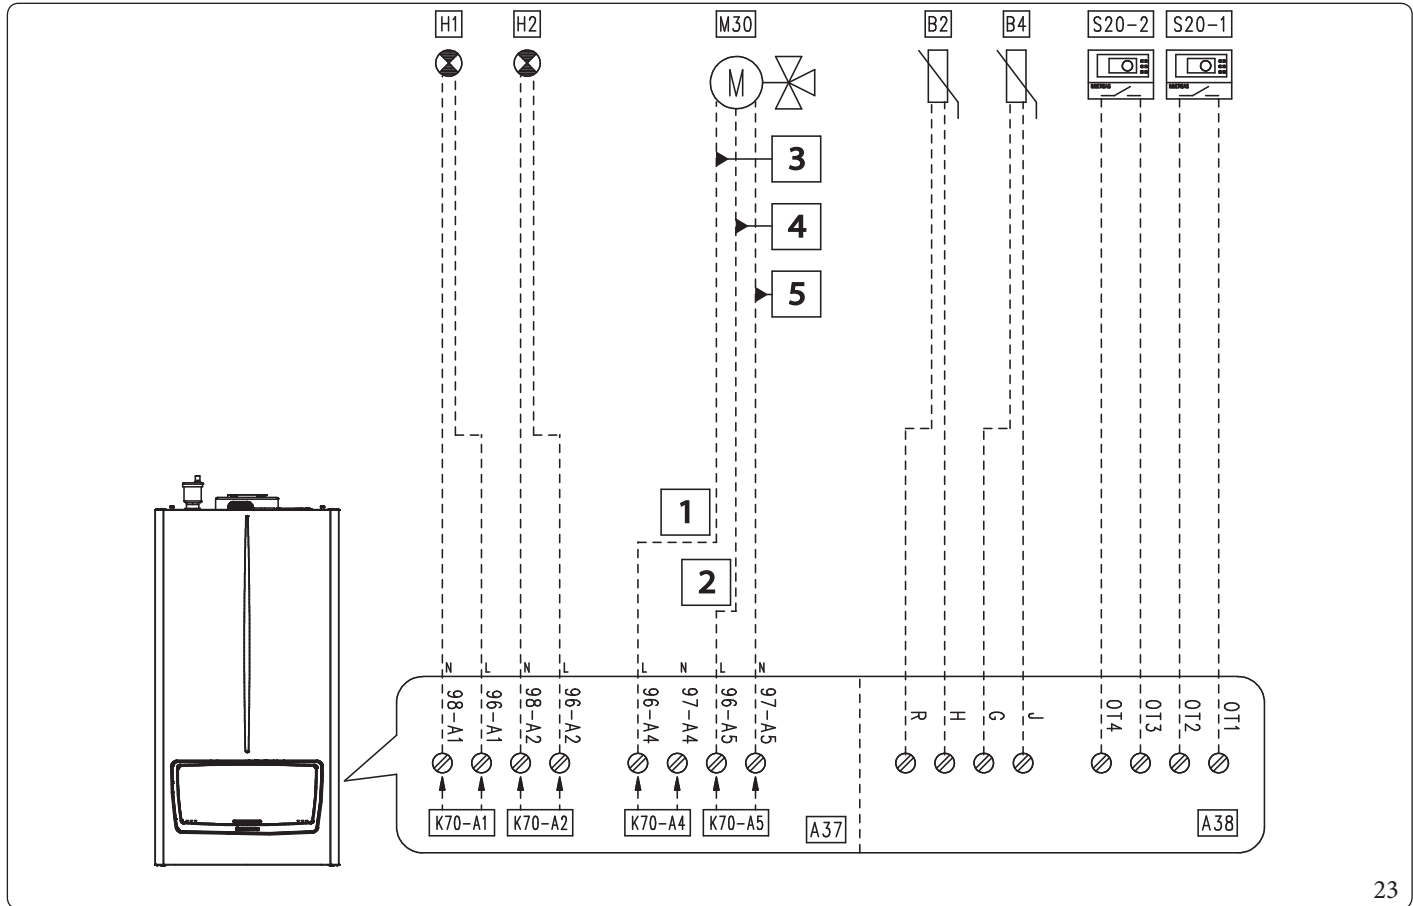 H1 H2 M30 B2 B4 S20-2 S20-1
M
3
4
5
1
2
N L N L L N L N
98-A1 96-A1 98-A2 96-A2 96-A4 97-A4 96-A5 97-A5 R H G J OT4 OT3 OT2 OT1
K70-A1 K70-A2 K70-A4 K70-A5 A37 A38
23